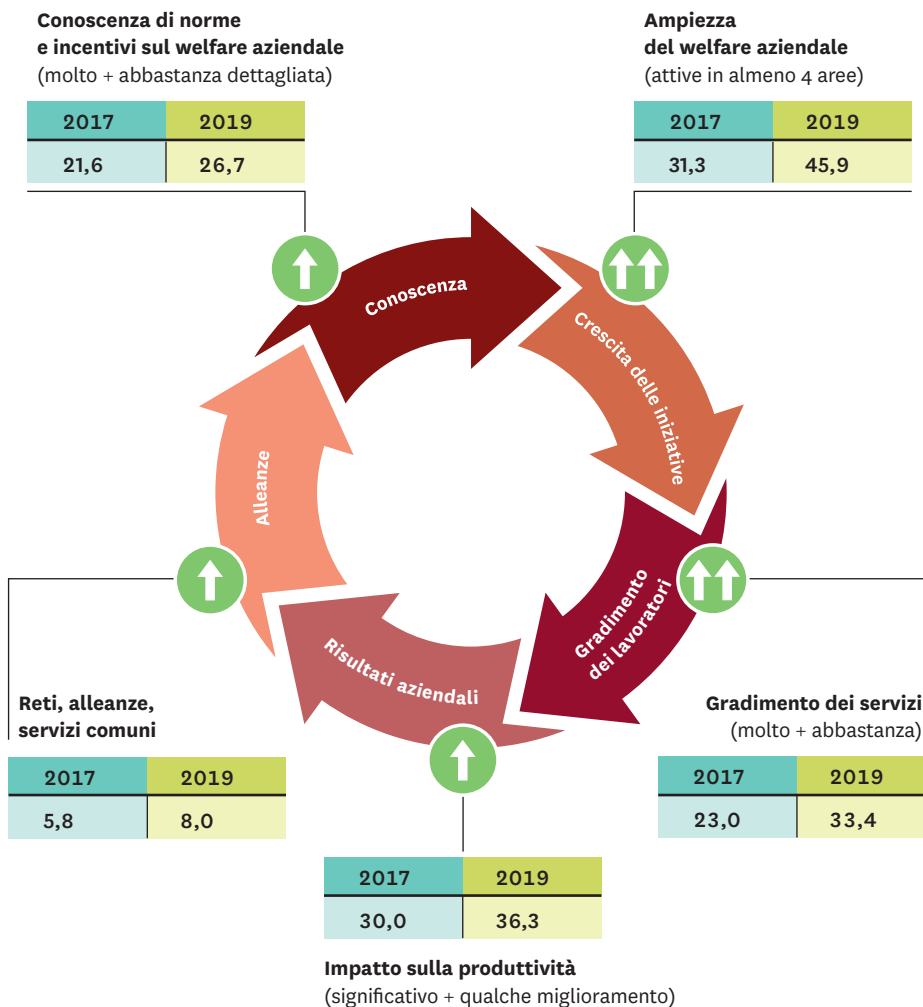 Conoscenza di norme
e incentivi sul welfare aziendale
(molto + abbastanza dettagliata)
2017 2019
21,6 26,7
Ampiezza
del welfare aziendale
(attive in almeno 4 aree)
2017 2019
31,3 45,9
Conoscenza
Crescita delle iniziative
Gradimento
dei lavoratori
Risultati aziendali
Alleanze
Reti, alleanze,
servizi comuni
2017 2019
5,8 8,0
Gradimento dei servizi
(molto + abbastanza)
2017 2019
23,0 33,4
2017 2019
30,0 36,3
Impatto sulla produttività
(significativo + qualche miglioramento)